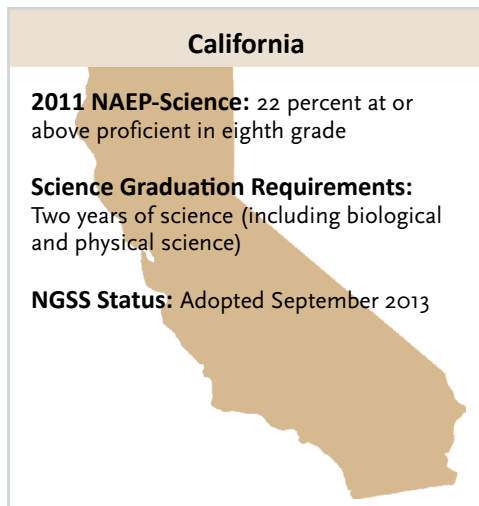 California
2011 NAEP-Science: 22 percent at or
above proficient in eighth grade
Science Graduation Requirements:
Two years of science (including biological
and physical science)
NGSS Status: Adopted September 2013